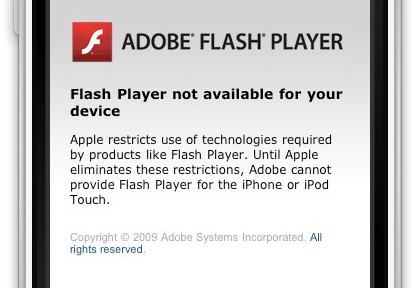 ADOBE® FLASH® PLAYER
Flash Player not available for your
device
Apple restricts use of technologies required
by products like Flash Player. Until Apple
eliminates these restrictions, Adobe cannot
provide Flash Player for the iPhone or iPod
Touch.
Copyright © 2009 Adobe Systems Incorporated. All
rights reserved.